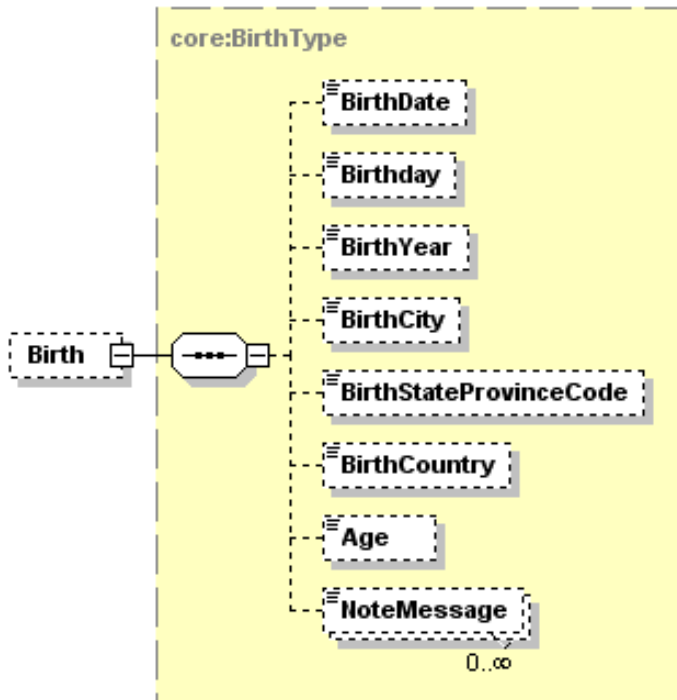 core:BirthType
BirthDate
Birthday
BirthYear
BirthCity
Birth
BirthStateProvinceCode
BirthCountry
Age
NoteMessage
0..∞